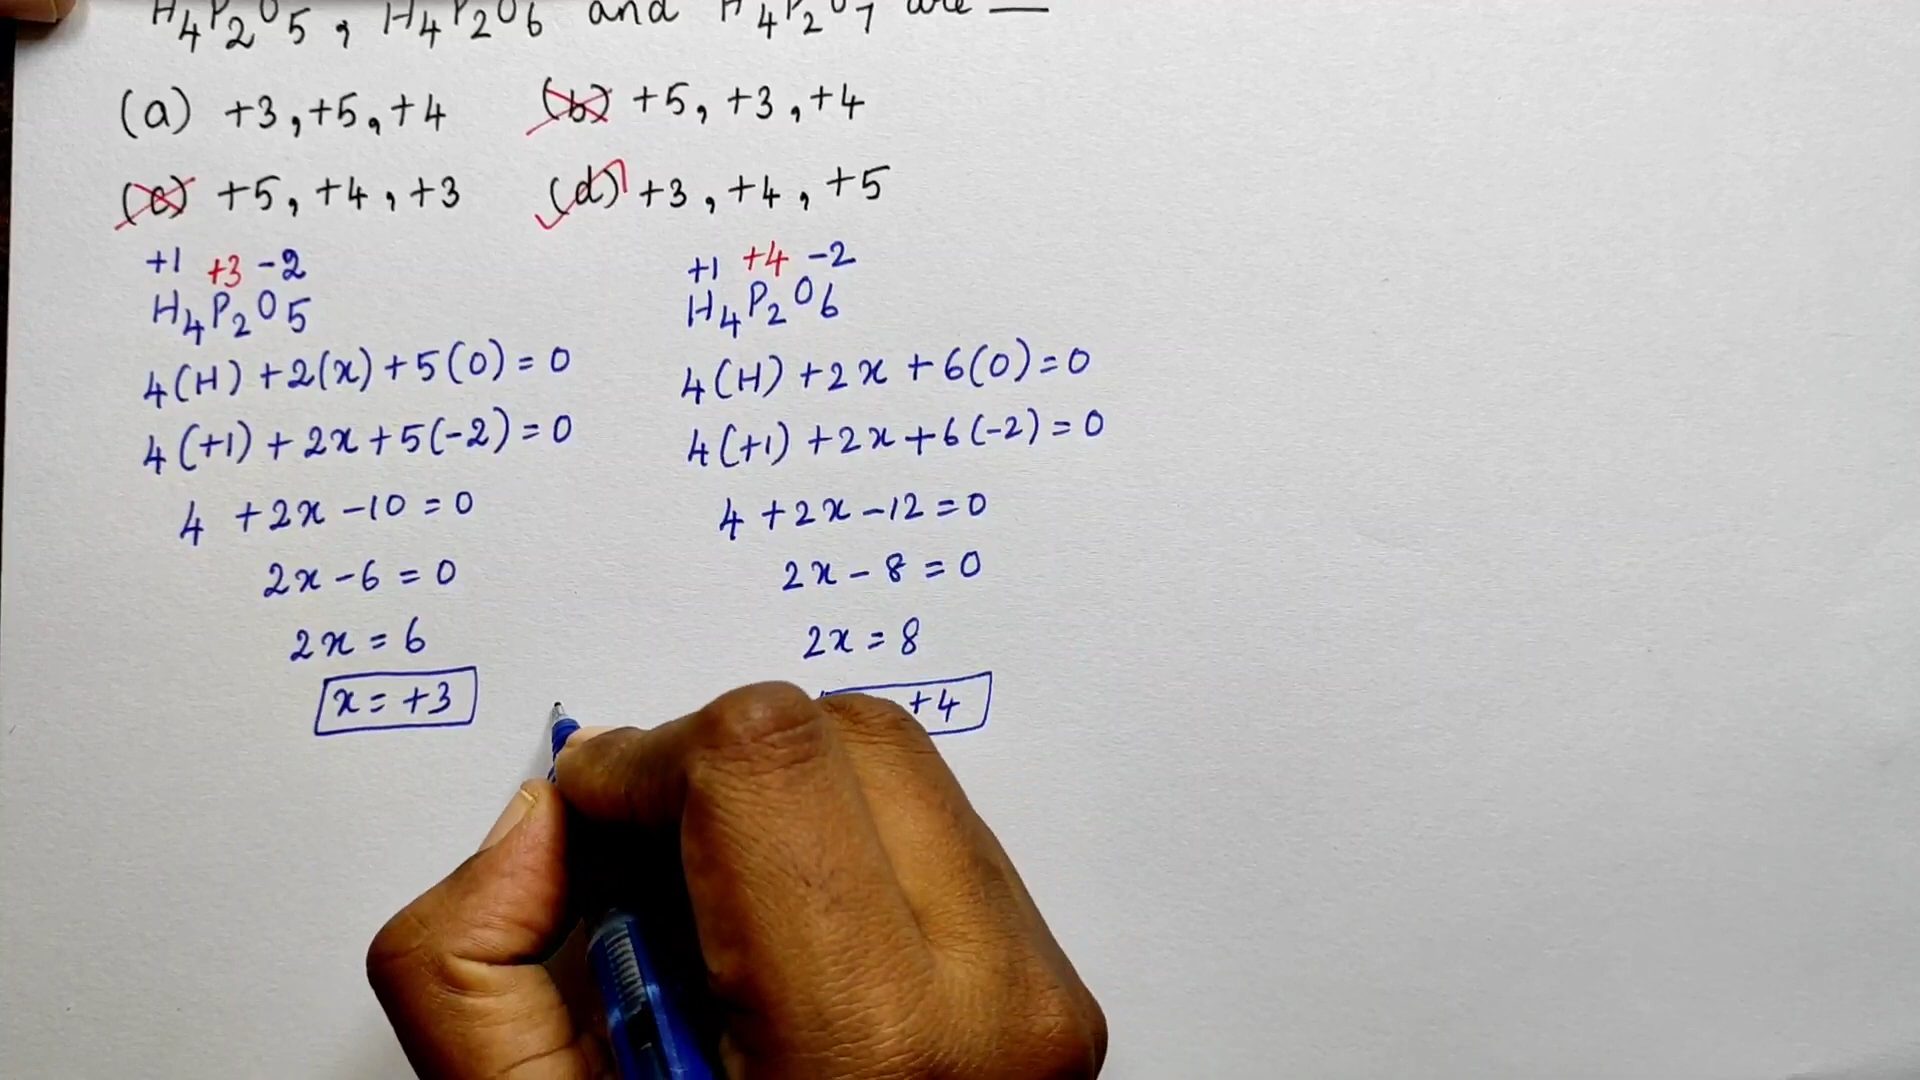 H₄P₂O₅, H₄P₂O₆ and H₄P₂O₇ are __
(a) +3, +5, +4 (b) +5, +3, +4
(c) +5, +4, +3 (d) +3, +4, +5
+1 +3 -2
H₄P₂O₅
4(H) + 2(x) + 5(O) = 0
4(+1) + 2x + 5(-2) = 0
4 + 2x - 10 = 0
2x - 6 = 0
2x = 6
x = +3
+1 +4 -2
H₄P₂O₆
4(H) + 2x + 6(O) = 0
4(+1) + 2x + 6(-2) = 0
4 + 2x - 12 = 0
2x - 8 = 0
2x = 8
+4